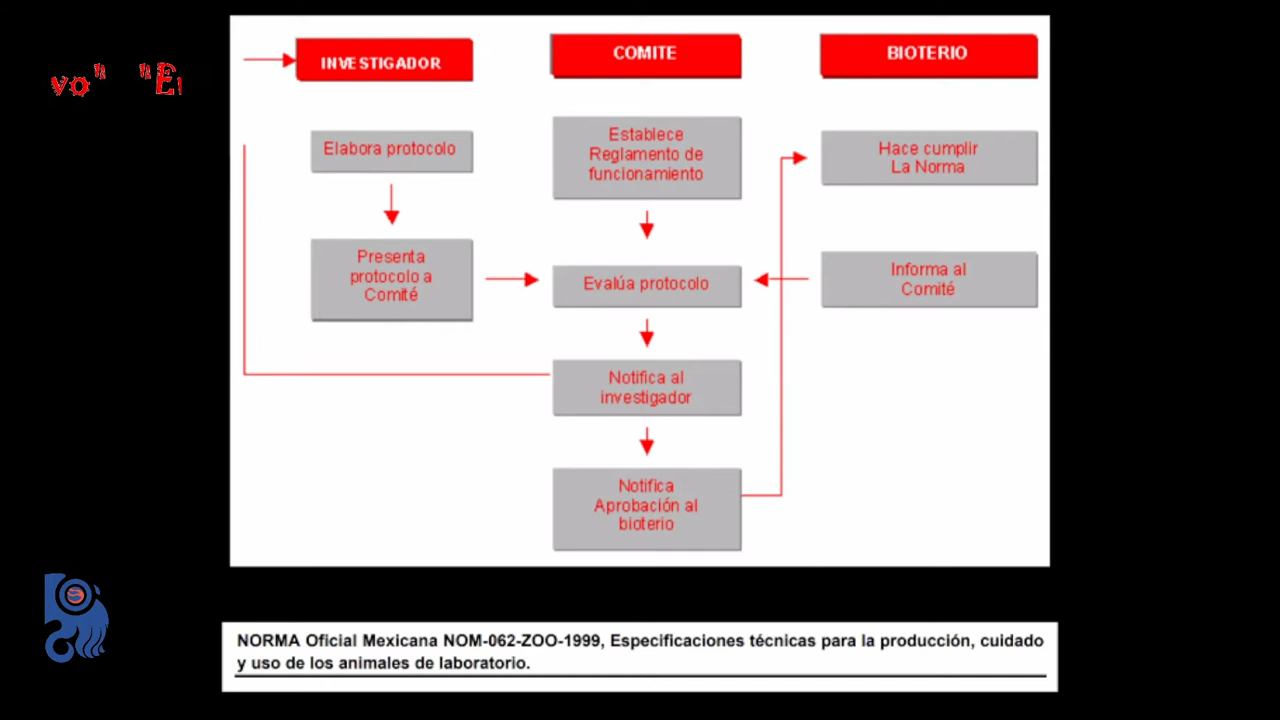 INVESTIGADOR
COMITE
BIOTERIO
Elabora protocolo
Establece
Reglamento de
funcionamiento
Hace cumplir
La Norma
Presenta
protocolo a
Comité
Evalúa protocolo
Informa al
Comité
Notifica al
investigador
Notifica
Aprobación al
bioterio
NORMA Oficial Mexicana NOM-062-ZOO-1999, Especificaciones técnicas para la producción, cuidado
y uso de los animales de laboratorio.